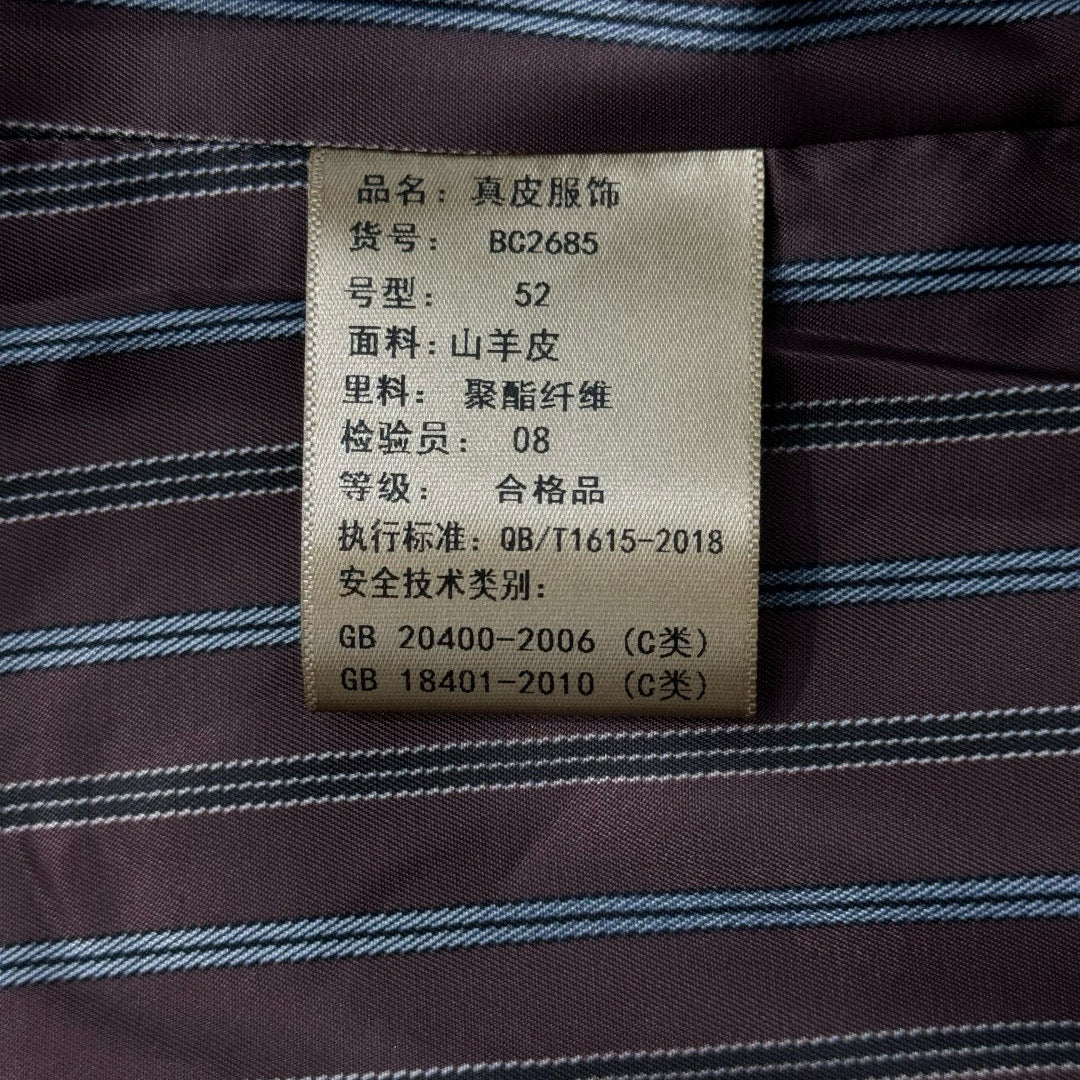 品名：真皮服饰
货号： BC2685
号型： 52
面料：山羊皮
里料： 聚酯纤维
检验员： 08
等级： 合格品
执行标准：QB/T1615-2018
安全技术类别：
GB 20400-2006 (C类)
GB 18401-2010 (C类)